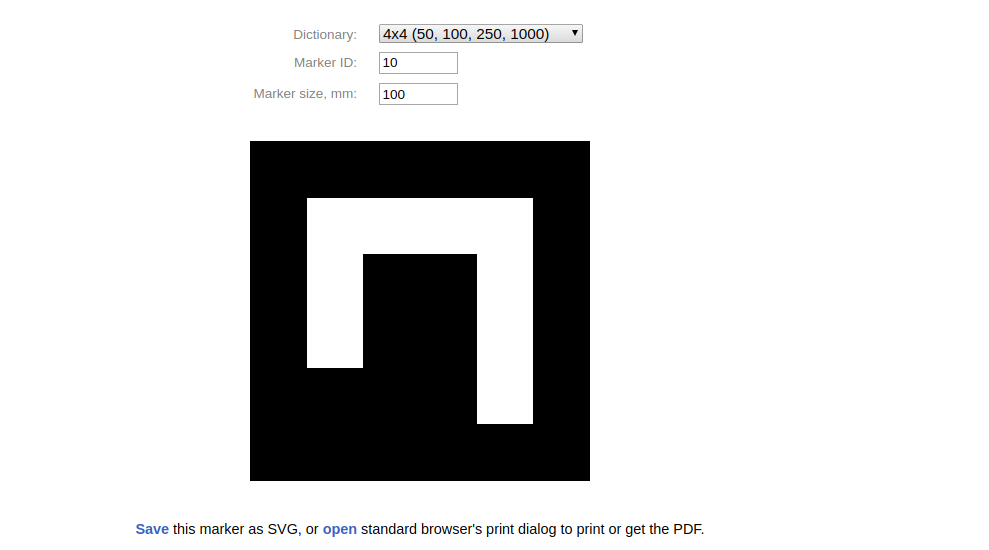 Dictionary: 4x4 (50, 100, 250, 1000)
Marker ID: 10
Marker size, mm: 100
Save this marker as SVG, or open standard browser's print dialog to print or get the PDF.